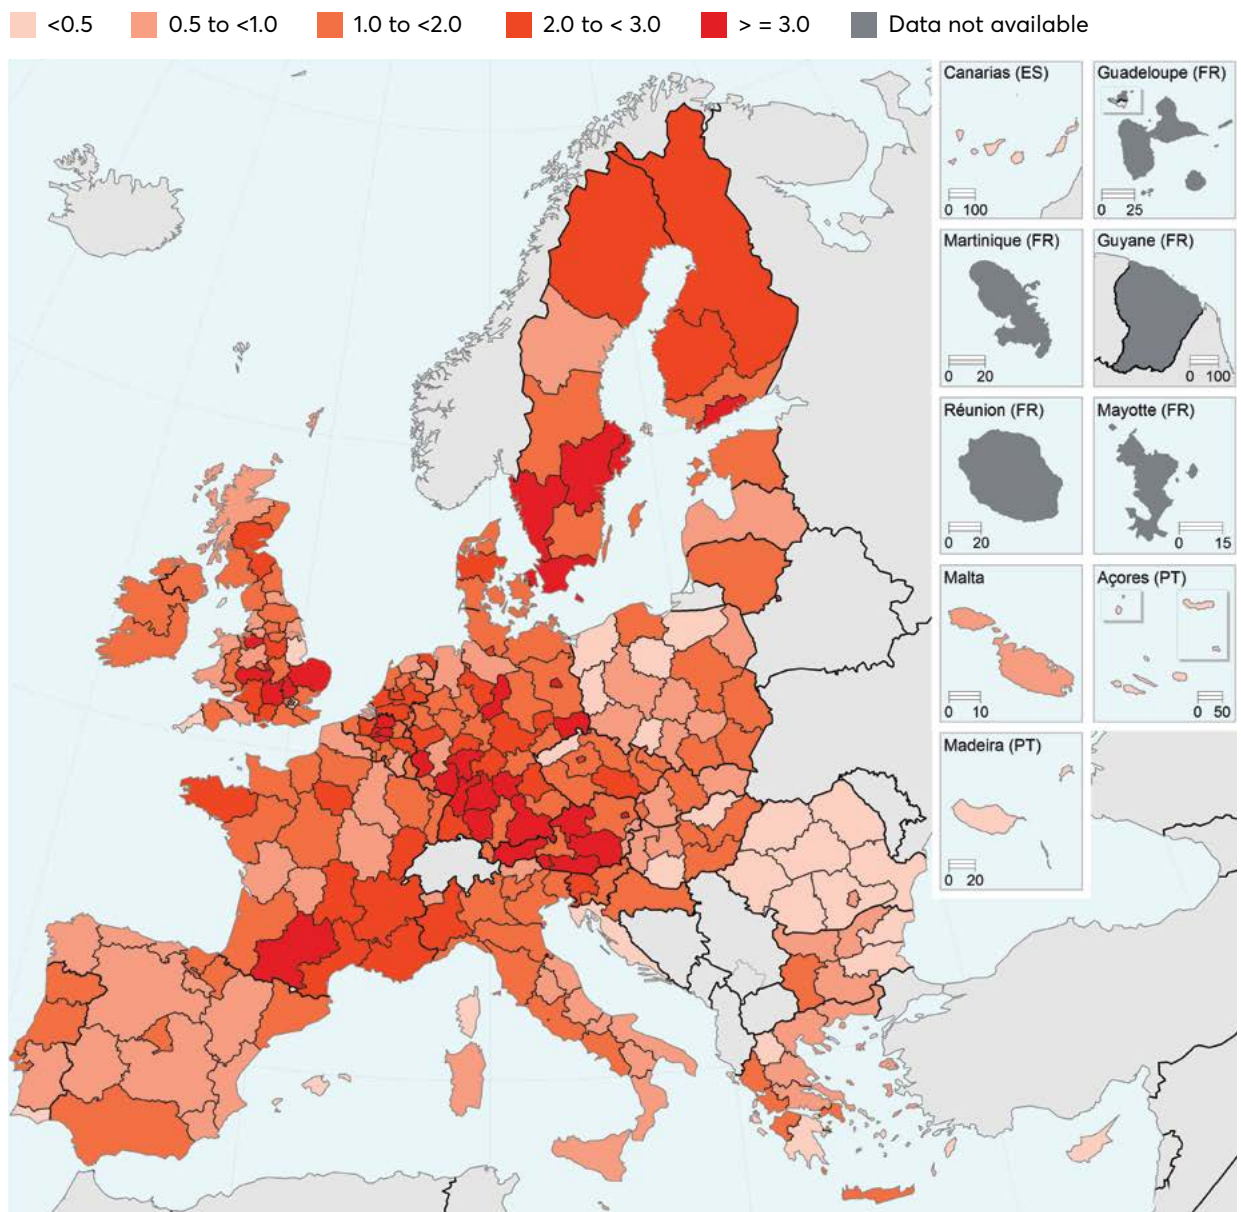 <0.5 0.5 to <1.0 1.0 to <2.0 2.0 to < 3.0 > = 3.0 Data not available
Canarias (ES) Guadeloupe (FR)
0 100 0 25
Martinique (FR) Guyane (FR)
0 20 0 100
Réunion (FR) Mayotte (FR)
0 20 0 15
Malta Açores (PT)
0 10 0 50
Madeira (PT)
0 20